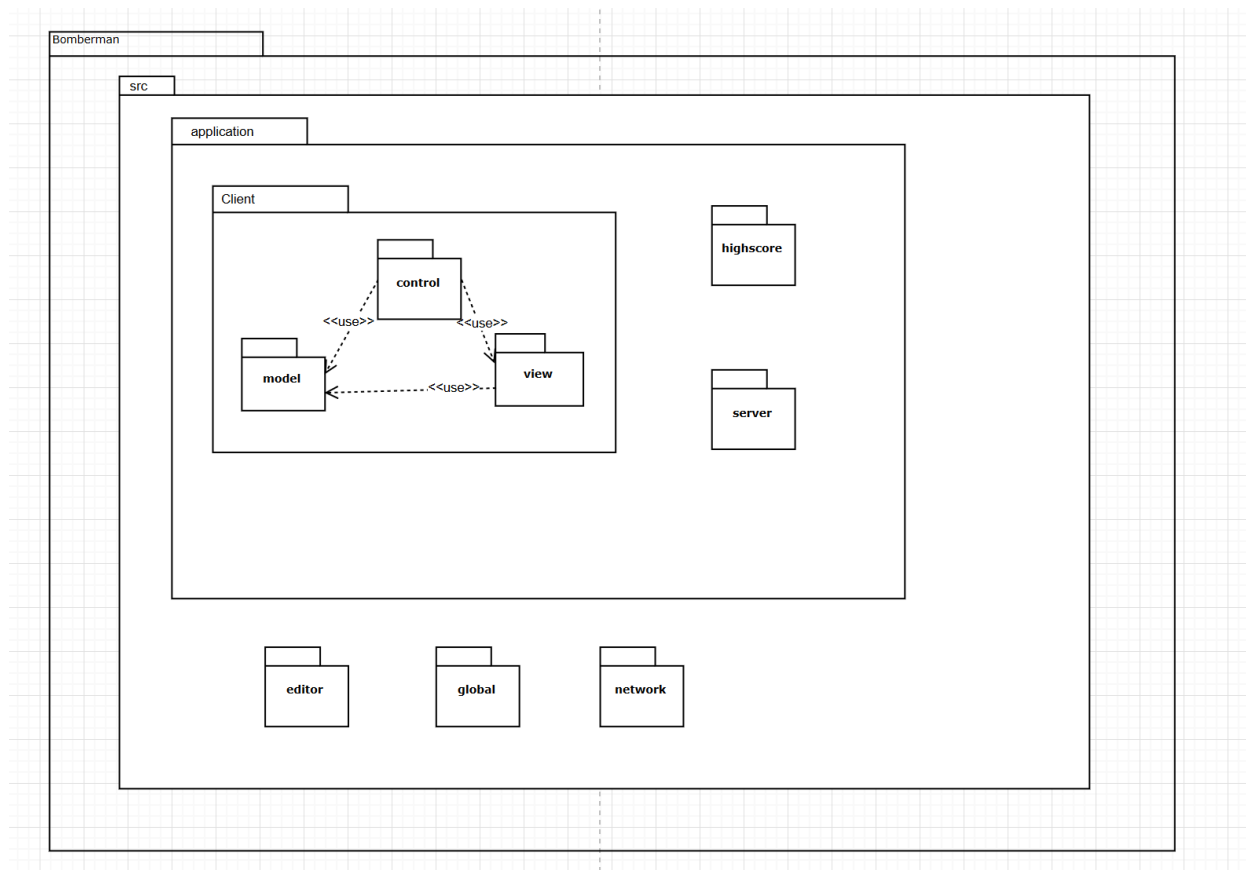 Bomberman
src
application
Client
highscore
control
<<use>>
<<use>>
model
view
<<use>>
server
editor
global
network